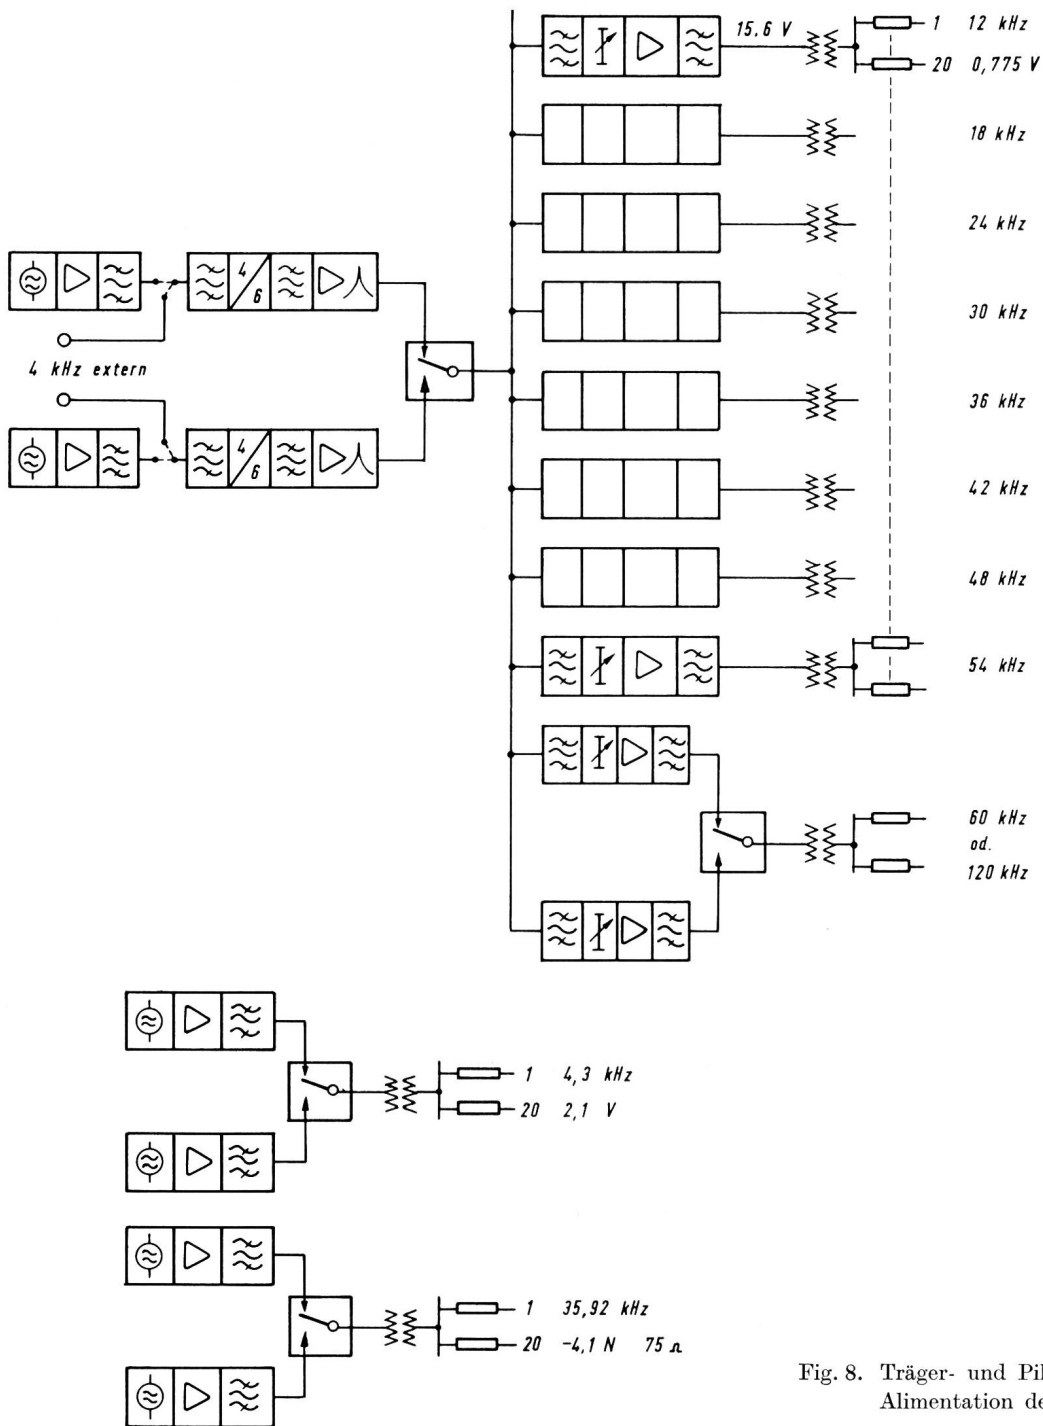 15,6 V
1 12 kHz
20 0,775 V
18 kHz
24 kHz
4/6
30 kHz
4 kHz extern
36 kHz
4/6
42 kHz
48 kHz
54 kHz
60 kHz
od.
120 kHz
1 4,3 kHz
20 2,1 V
1 35,92 kHz
20 -4,1 N 75 Ω
Fig. 8. Träger- und
Alimentation